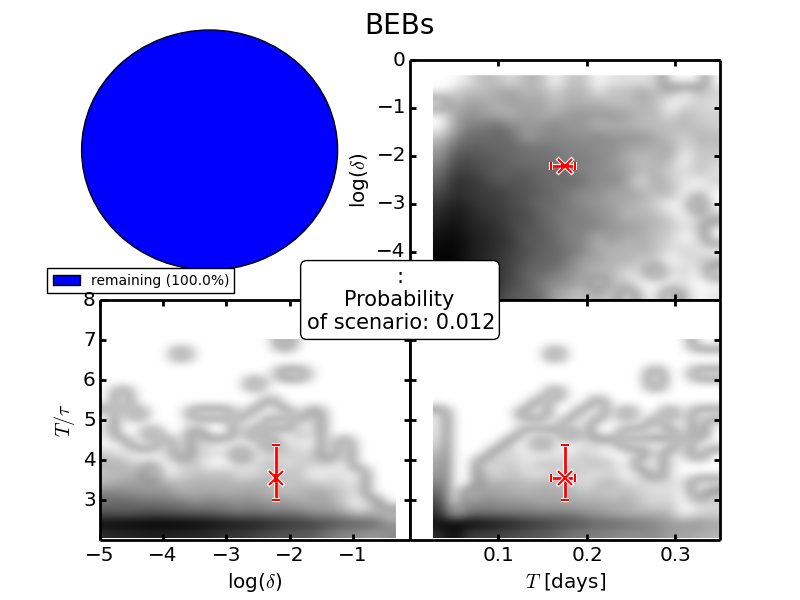 BEBs
0
−1
−2
−3
−4
log(δ)
remaining (100.0%)
:
Probability
of scenario: 0.012
8
7
6
5
4
3
T/τ
−5 −4 −3 −2 −1
log(δ)
0.1 0.2 0.3
T [days]